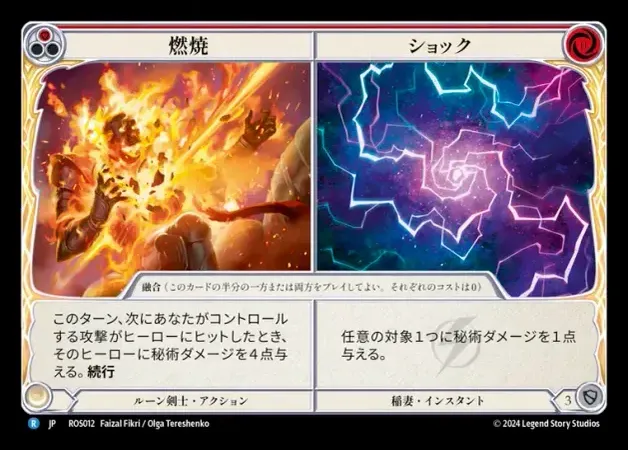 燃焼
ショック
融合(このカードの半分の一方または両方をプレイしてよい。それぞれのコストは0)
このターン、次にあなたがコントロール
する攻撃がヒーローにヒットしたとき、
そのヒーローに秘術ダメージを4点与
える。続行
任意の対象1つに秘術ダメージを1点
与える。
ルーン剣士・アクション
稲妻・インスタント
3
R JP ROS012 Faizal Fikri / Olga Tereshenko
© 2024 Legend Story Studios